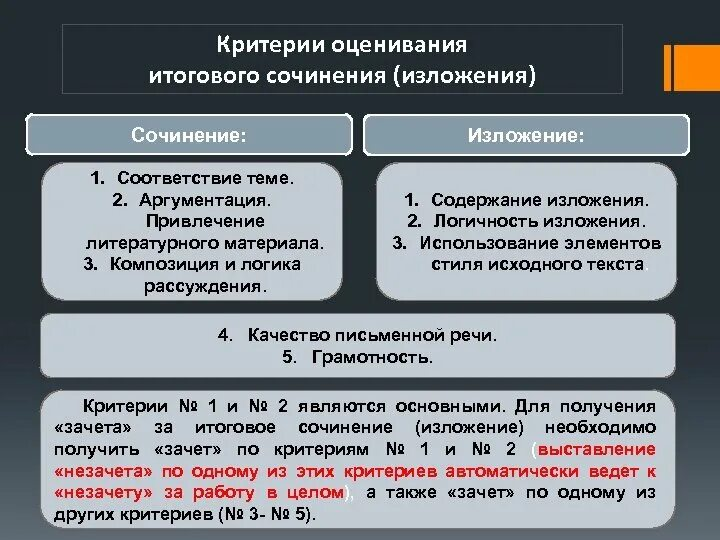 Критерии оценивания
итогового сочинения (изложения)
Сочинение:
Изложение:
1. Соответствие теме.
2. Аргументация.
Привлечение
литературного материала.
3. Композиция и логика
рассуждения.
1. Содержание изложения.
2. Логичность изложения.
3. Использование элементов
стиля исходного текста.
4. Качество письменной речи.
5. Грамотность.
Критерии № 1 и № 2 являются основными. Для получения
«зачета» за итоговое сочинение (изложение) необходимо
получить «зачет» по критериям № 1 и № 2 (выставление
«незачета» по одному из этих критериев автоматически ведет к
«незачету» за работу в целом), а также «зачет» по одному из
других критериев (№ 3- № 5).